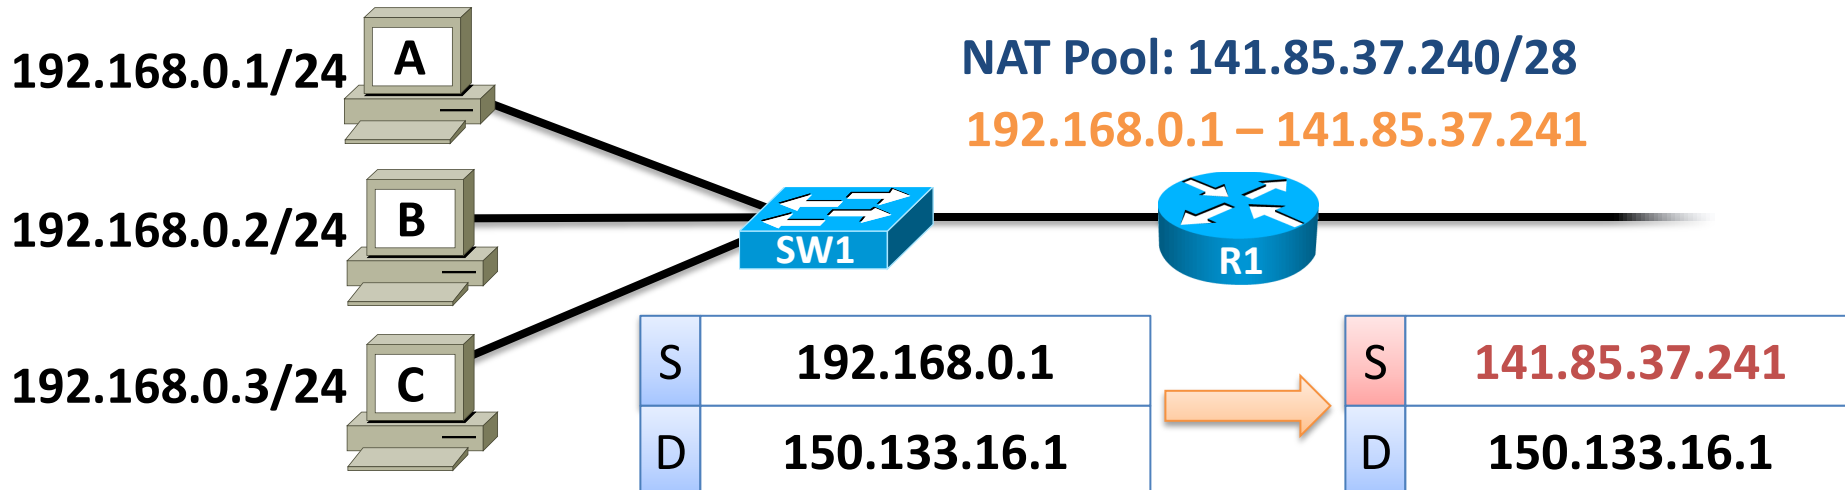 192.168.0.1/24
A
NAT Pool: 141.85.37.240/28
192.168.0.1 – 141.85.37.241
192.168.0.2/24
B
SW1
R1
192.168.0.3/24
C
S 192.168.0.1
D 150.133.16.1
S 141.85.37.241
D 150.133.16.1